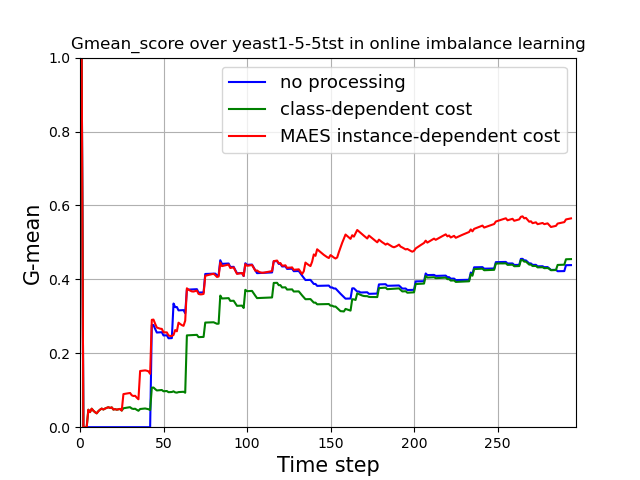 Gmean_score over yeast1-5-5tst in online imbalance learning
1.0
0.8
0.6
0.4
0.2
0.0
G-mean
no processing
class-dependent cost
MAES instance-dependent cost
0 50 100 150 200 250
Time step